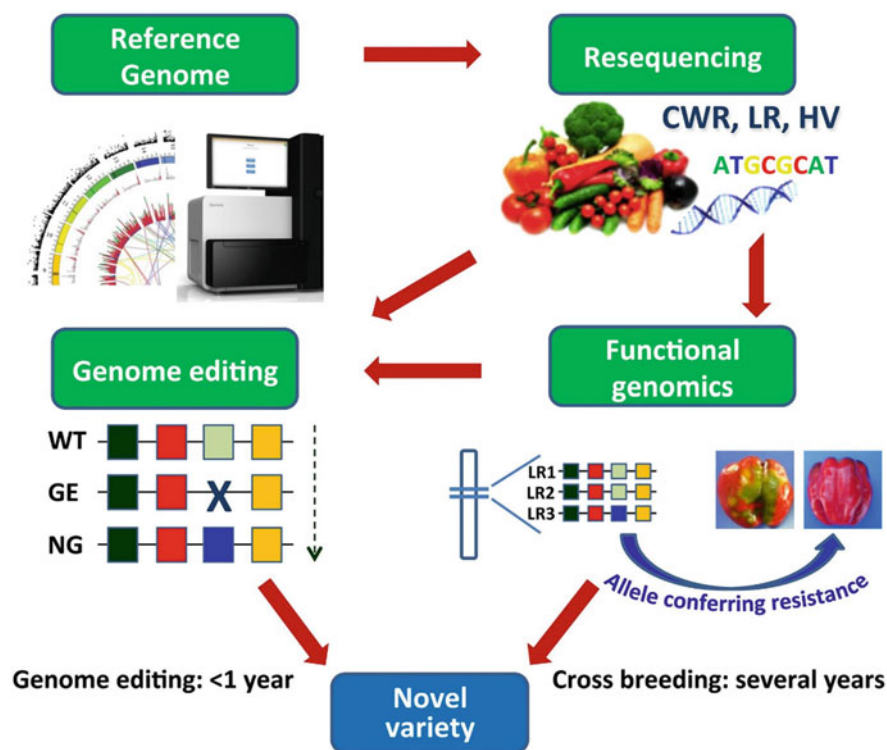 Reference
Genome
Resequencing
CWR, LR, HV
ATGCGCAT
Genome editing
Functional
genomics
WT
GE
X
NG
LR1
LR2
LR3
Allele conferring resistance
Genome editing: <1 year
Novel
variety
Cross breeding: several years